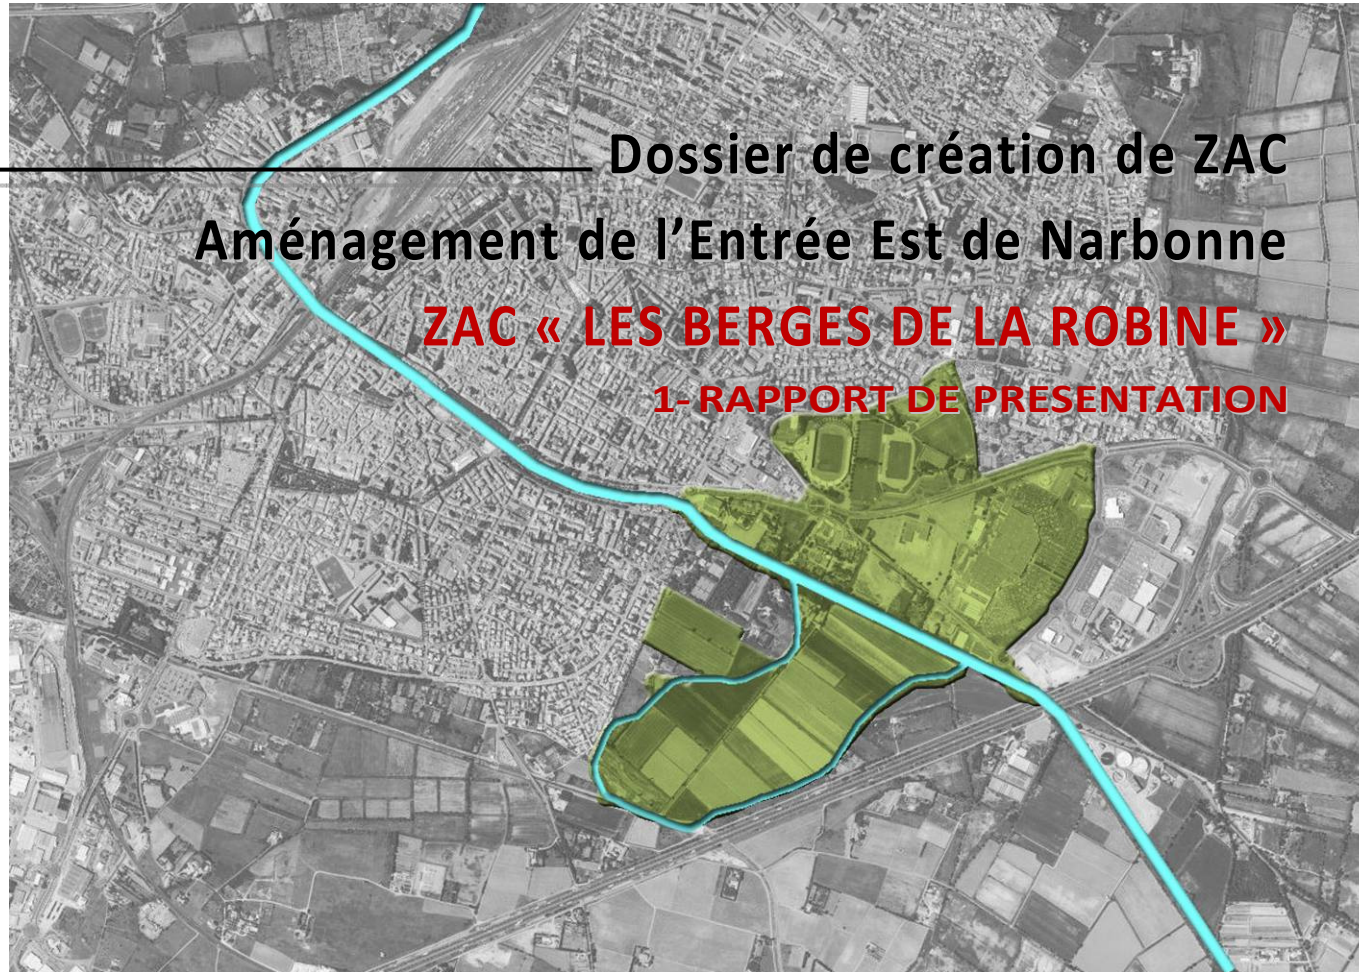 Dossier de création de ZAC
Aménagement de l’Entrée Est de Narbonne
ZAC « LES BERGES DE LA ROBINE »
1- RAPPORT DE PRESENTATION